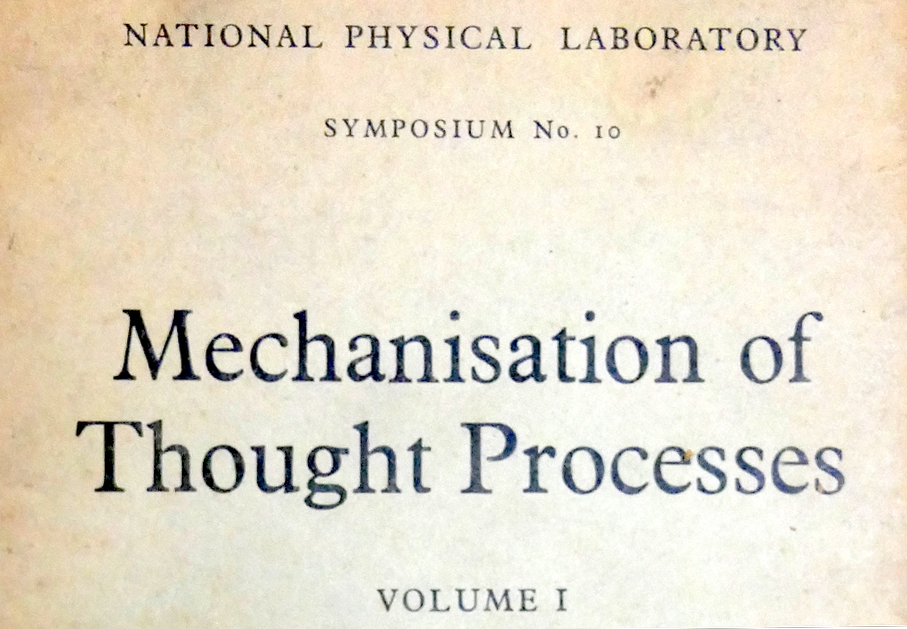 NATIONAL PHYSICAL LABORATORY
SYMPOSIUM No. 10
Mechanisation of
Thought Processes
VOLUME I